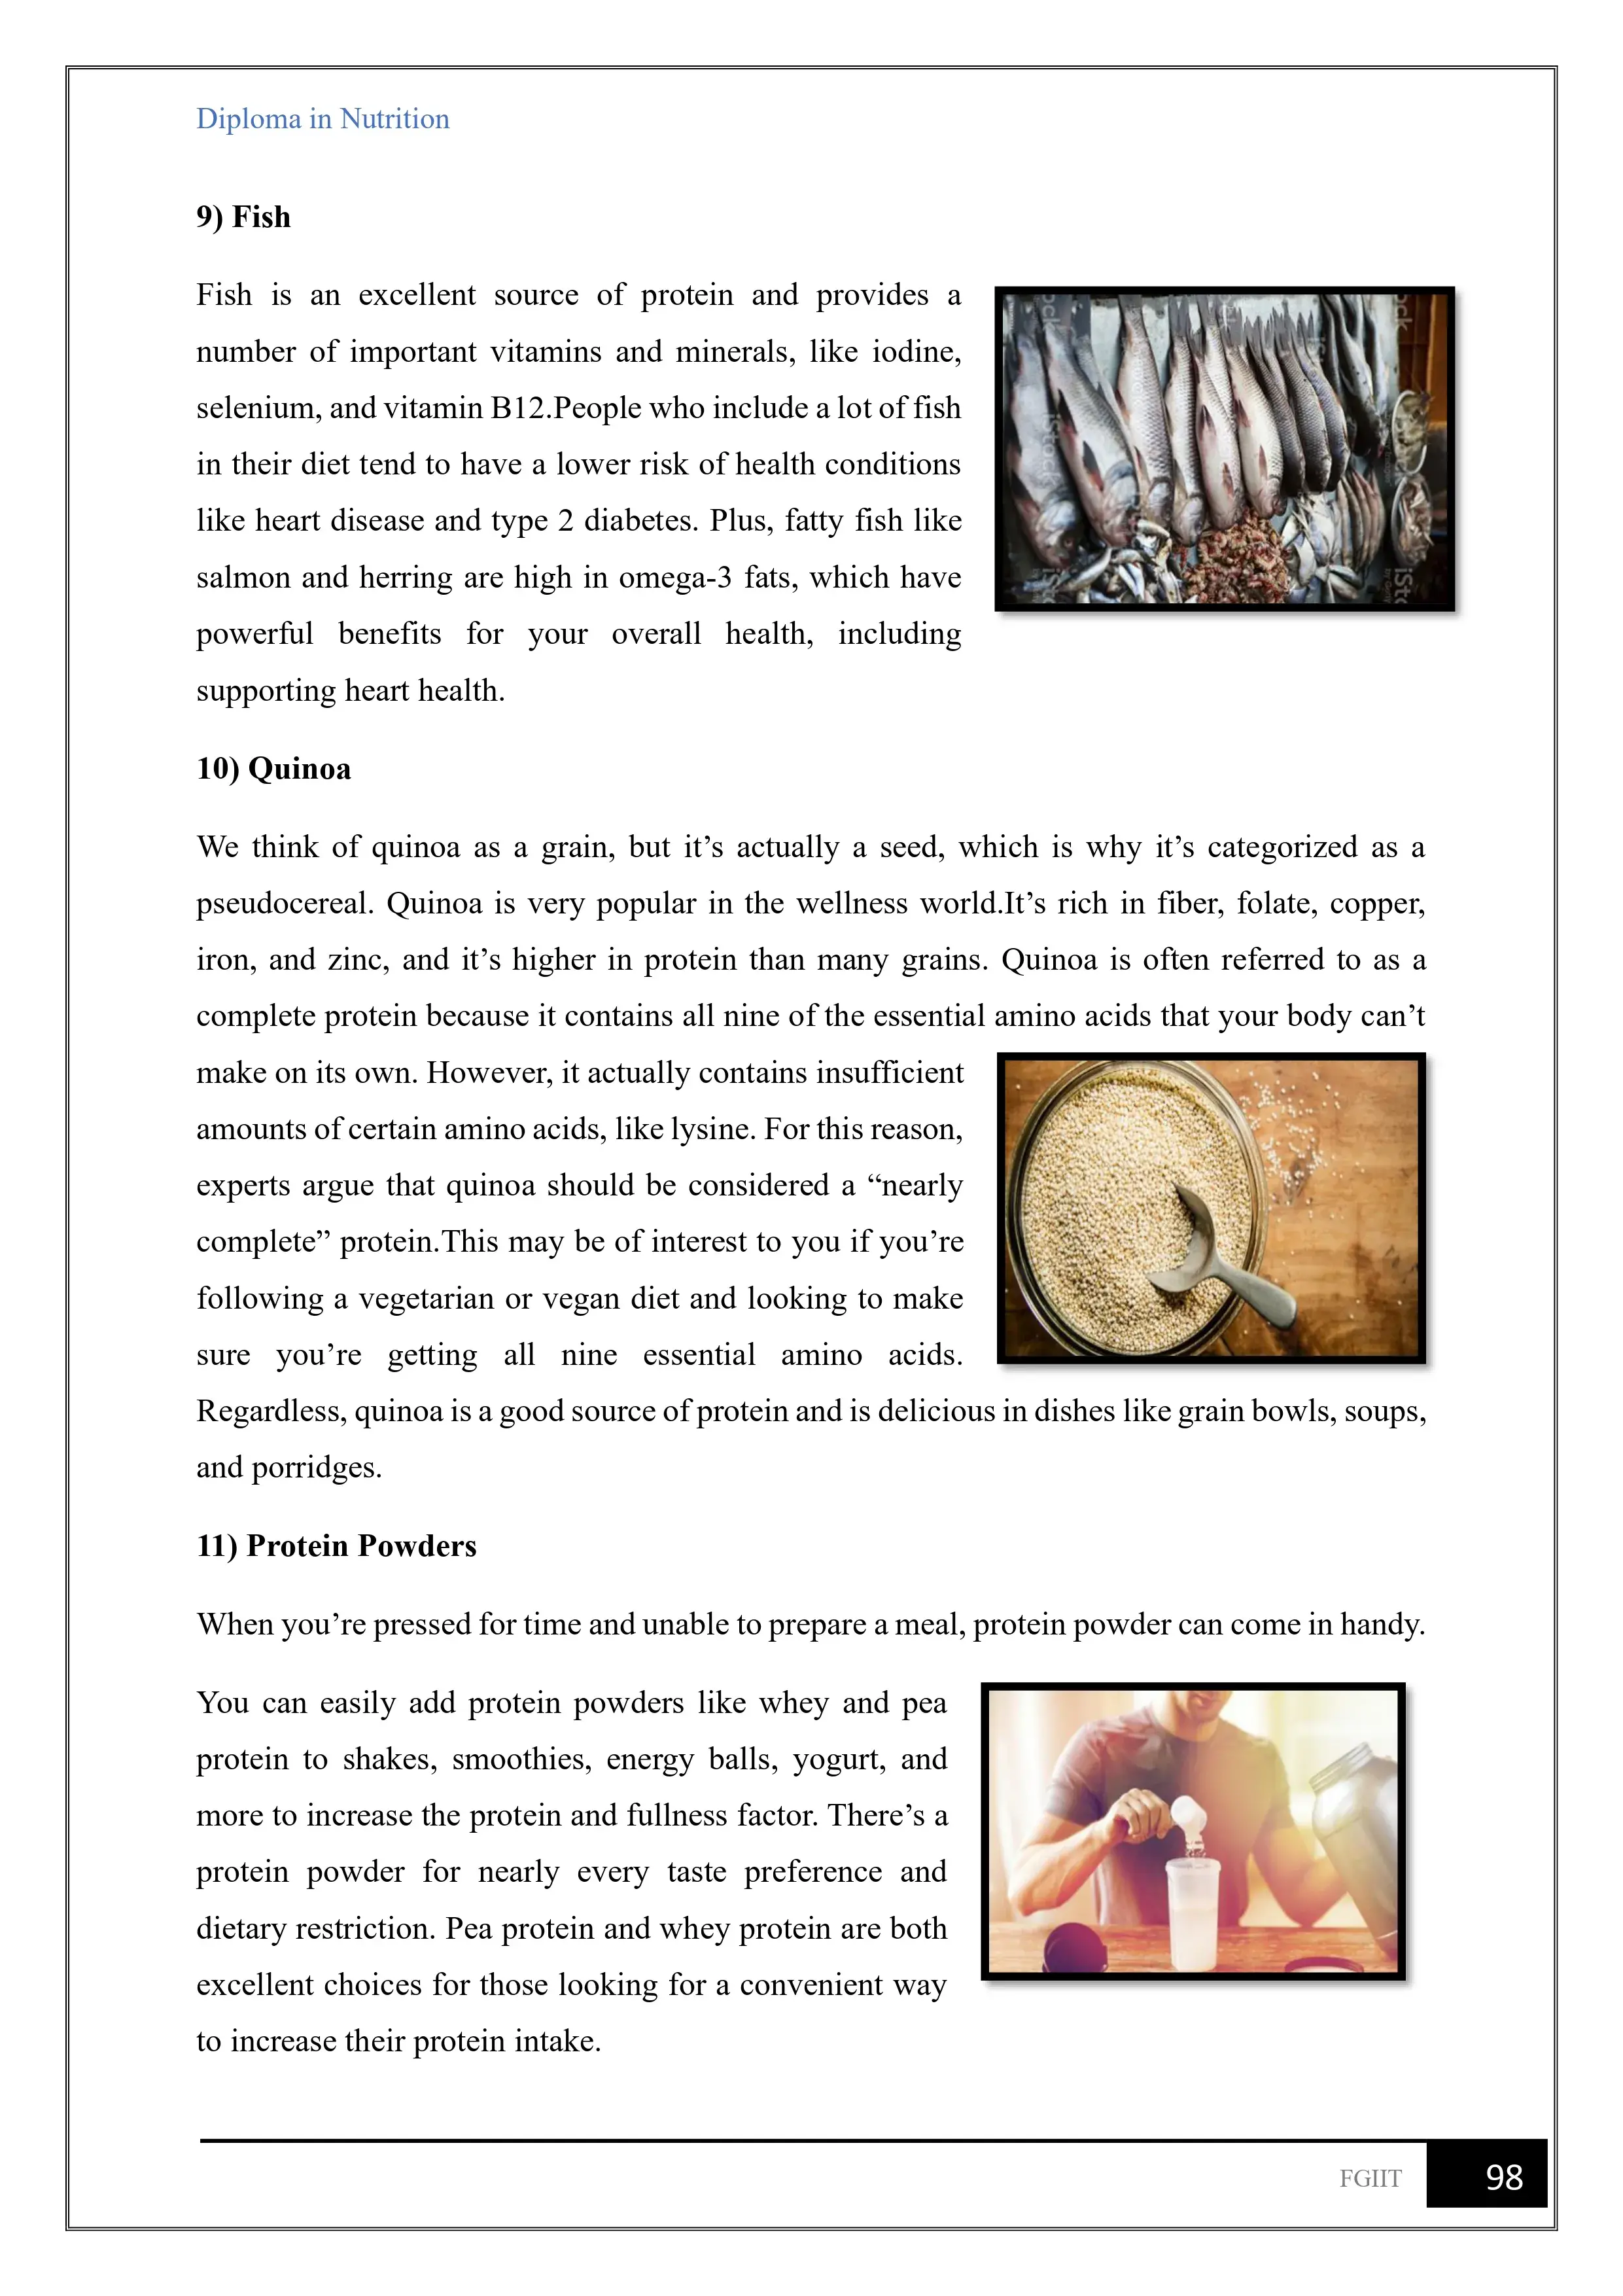 Diploma in Nutrition
9) Fish
Fish is an excellent source of protein and provides a
number of important vitamins and minerals, like iodine,
selenium, and vitamin B12.People who include a lot of fish
in their diet tend to have a lower risk of health conditions
like heart disease and type 2 diabetes. Plus, fatty fish like
salmon and herring are high in omega-3 fats, which have
powerful benefits for your overall health, including
supporting heart health.
10) Quinoa
We think of quinoa as a grain, but it’s actually a seed, which is why it’s categorized as a
pseudocereal. Quinoa is very popular in the wellness world.It’s rich in fiber, folate, copper,
iron, and zinc, and it’s higher in protein than many grains. Quinoa is often referred to as a
complete protein because it contains all nine of the essential amino acids that your body can’t
make on its own. However, it actually contains insufficient
amounts of certain amino acids, like lysine. For this reason,
experts argue that quinoa should be considered a “nearly
complete” protein.This may be of interest to you if you’re
following a vegetarian or vegan diet and looking to make
sure you’re getting all nine essential amino acids.
Regardless, quinoa is a good source of protein and is delicious in dishes like grain bowls, soups,
and porridges.
11) Protein Powders
When you’re pressed for time and unable to prepare a meal, protein powder can come in handy.
You can easily add protein powders like whey and pea
protein to shakes, smoothies, energy balls, yogurt, and
more to increase the protein and fullness factor. There’s a
protein powder for nearly every taste preference and
dietary restriction. Pea protein and whey protein are both
excellent choices for those looking for a convenient way
to increase their protein intake.
FGIIT
98